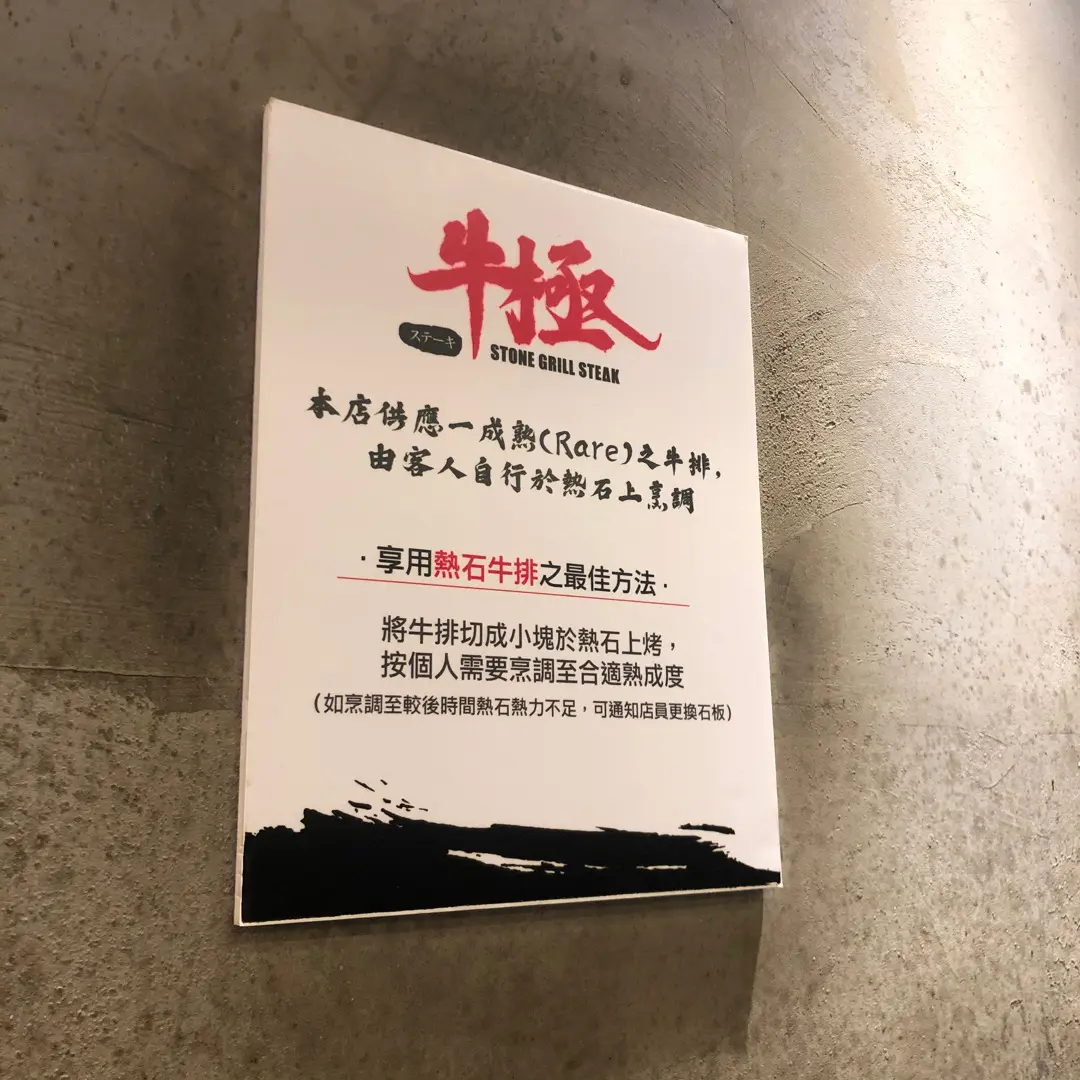 牛極
ステーキ
STONE GRILL STEAK
本店供應一成熟(Rare)之牛排,
由客人自行於熱石上烹調
·享用熱石牛排之最佳方法·
將牛排切成小塊於熱石上烤，
按個人需要烹調至合適熟成度
(如烹調至較後時間熱石熱力不足，可通知店員更換石板)